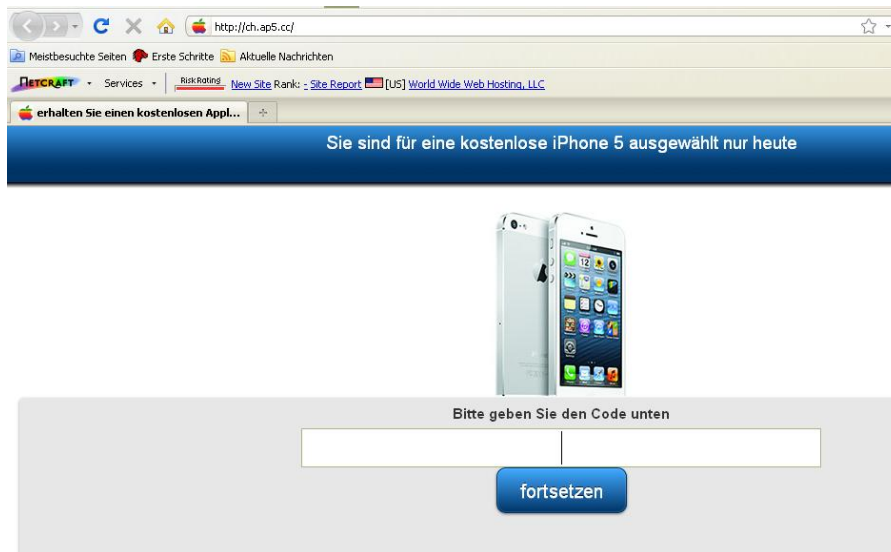 http://ch.ap5.cc/
Meistbesuchte Seiten Erste Schritte Aktuelle Nachrichten
NETCRAFT Services RiskRating New Site Rank: - Site Report [US] World Wide Web Hosting, LLC
erhalten Sie einen kostenlosen Appl...
Sie sind für eine kostenlose iPhone 5 ausgewählt nur heute
Bitte geben Sie den Code unten
fortsetzen